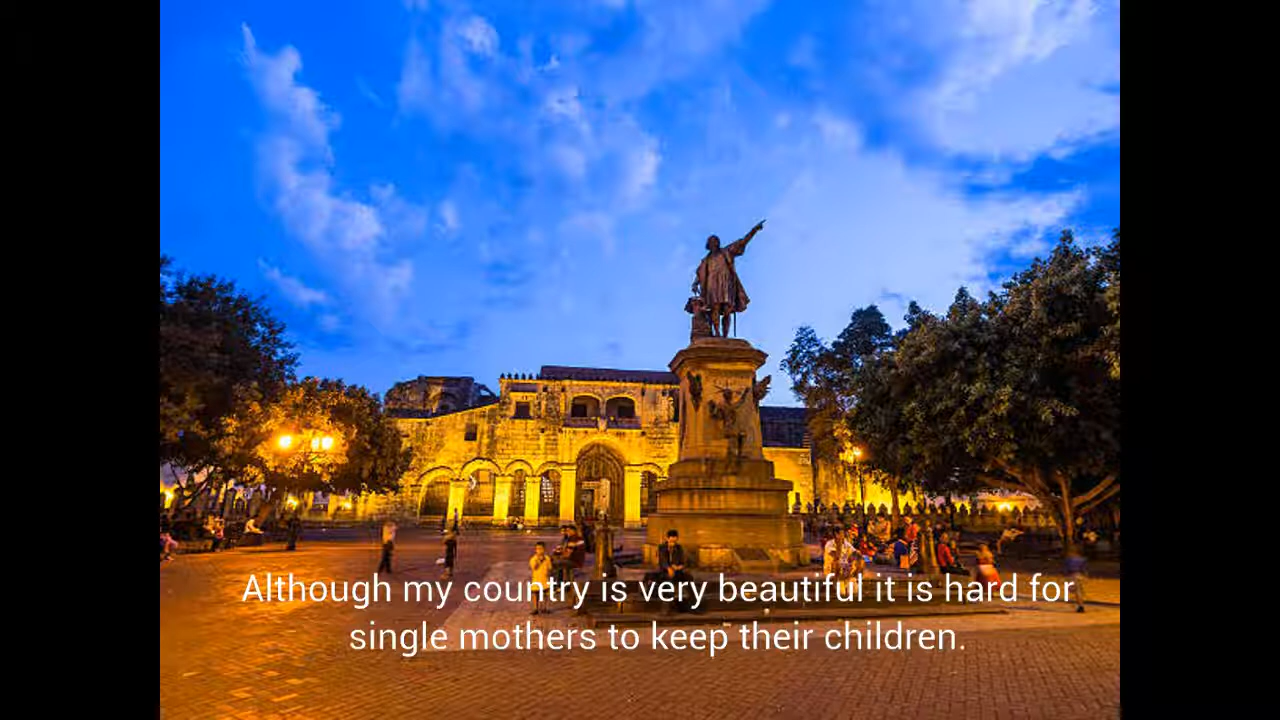 Although my country is very beautiful it is hard for
single mothers to keep their children.